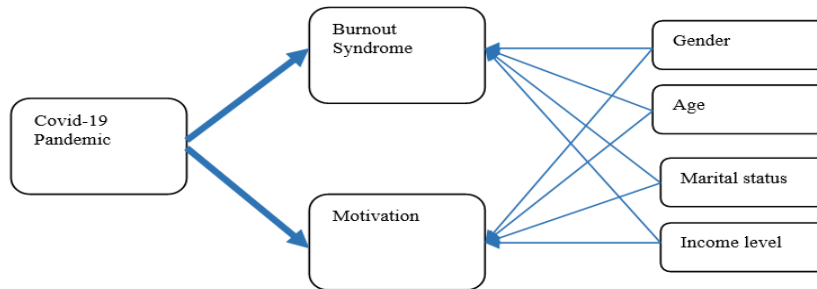 Covid-19
Pandemic
Burnout
Syndrome
Motivation
Gender
Age
Marital status
Income level